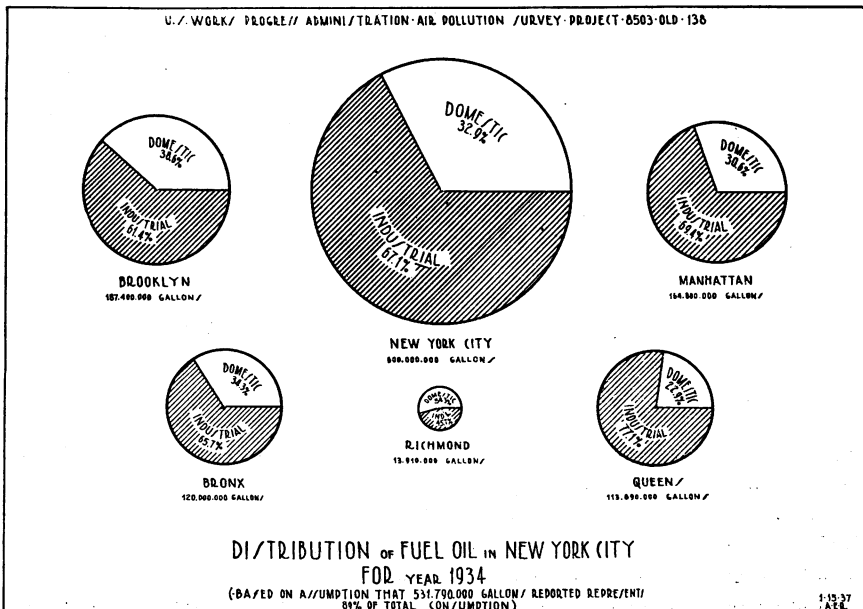 U.S. WORKS PROGRESS ADMINISTRATION · AIR POLLUTION SURVEY · PROJECT · 6503 · OLD · 138
DOMESTIC
38.6%
INDUSTRIAL
61.4%
BROOKLYN
187.400.000 GALLONS
DOMESTIC
32.9%
INDUSTRIAL
67.1%
NEW YORK CITY
600.000.000 GALLONS
DOMESTIC
30.6%
INDUSTRIAL
69.4%
MANHATTAN
164.800.000 GALLONS
DOMESTIC
34.3%
INDUSTRIAL
65.7%
BRONX
120,000.000 GALLONS
DOMESTIC
INDUS.
RICHMOND
13.910.000 GALLONS
DOMESTIC
22.9%
INDUSTRIAL
77.1%
QUEENS
113.890.000 GALLONS
DISTRIBUTION OF FUEL OIL IN NEW YORK CITY
FOR YEAR 1934
(·BASED ON ASSUMPTION THAT 531.790.000 GALLONS REPORTED REPRESENTS
89% OF TOTAL CONSUMPTION)
1-15-37